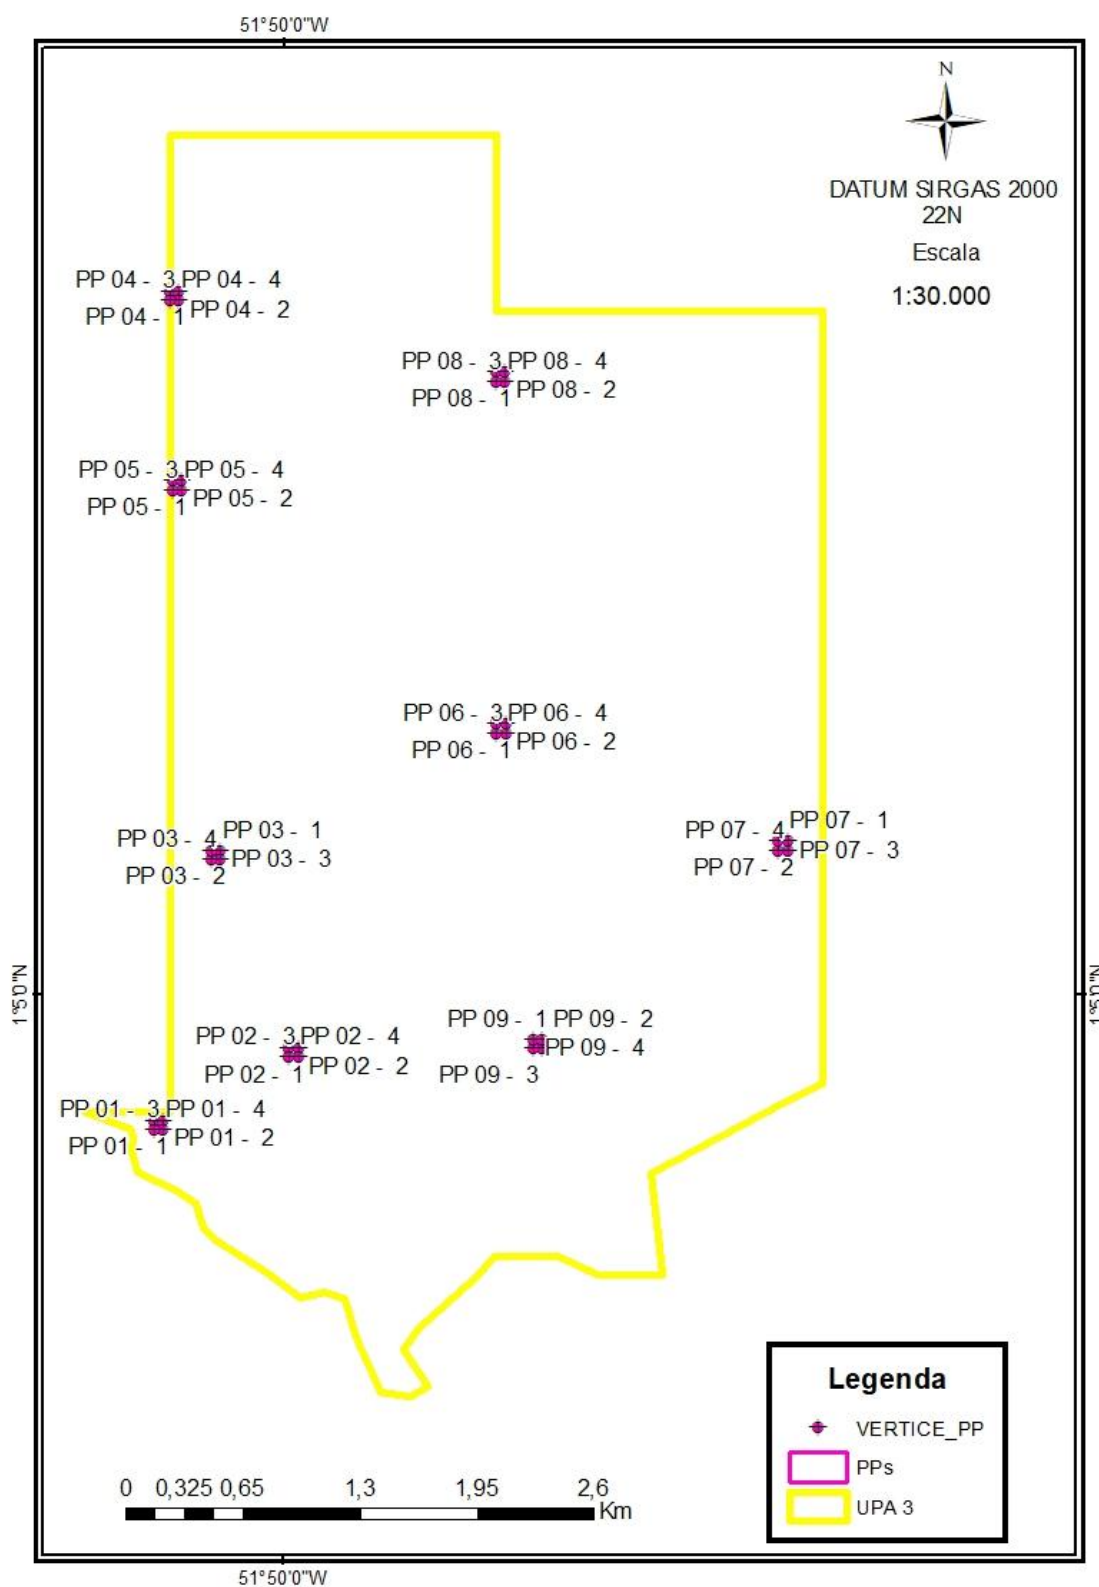 51°50'0"W
N
DATUM SIRGAS 2000
22N
Escala
1:30.000
PP 04 - 3 PP 04 - 4
PP 04 - 1 PP 04 - 2
PP 08 - 3 PP 08 - 4
PP 08 - 1 PP 08 - 2
PP 05 - 3 PP 05 - 4
PP 05 - 1 PP 05 - 2
PP 06 - 3 PP 06 - 4
PP 06 - 1 PP 06 - 2
PP 03 - 4 PP 03 - 1
PP 03 - 2 PP 03 - 3
PP 07 - 4 PP 07 - 1
PP 07 - 2 PP 07 - 3
1°5'0"N
1°5'0"N
PP 02 - 3 PP 02 - 4
PP 02 - 1 PP 02 - 2
PP 09 - 1 PP 09 - 2
PP 09 - 3 PP 09 - 4
PP 01 - 3 PP 01 - 4
PP 01 - 1 PP 01 - 2
Legenda
VERTICE_PP
PPs
UPA 3
0 0,325 0,65 1,3 1,95 2,6
Km
51°50'0"W